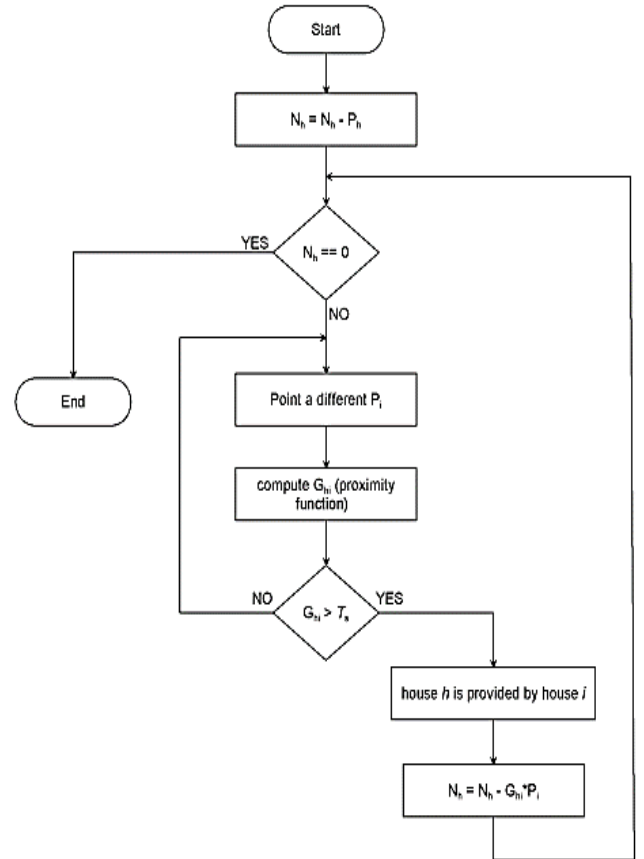 Start
Nₕ = Nₕ - Pₕ
Nₕ == 0
YES
NO
End
Point a different Pᵢ
compute Gₕᵢ (proximity
function)
Gₕᵢ > Tₛ
NO
YES
house h is provided by house i
Nₕ = Nₕ - Gₕᵢ*Pᵢ